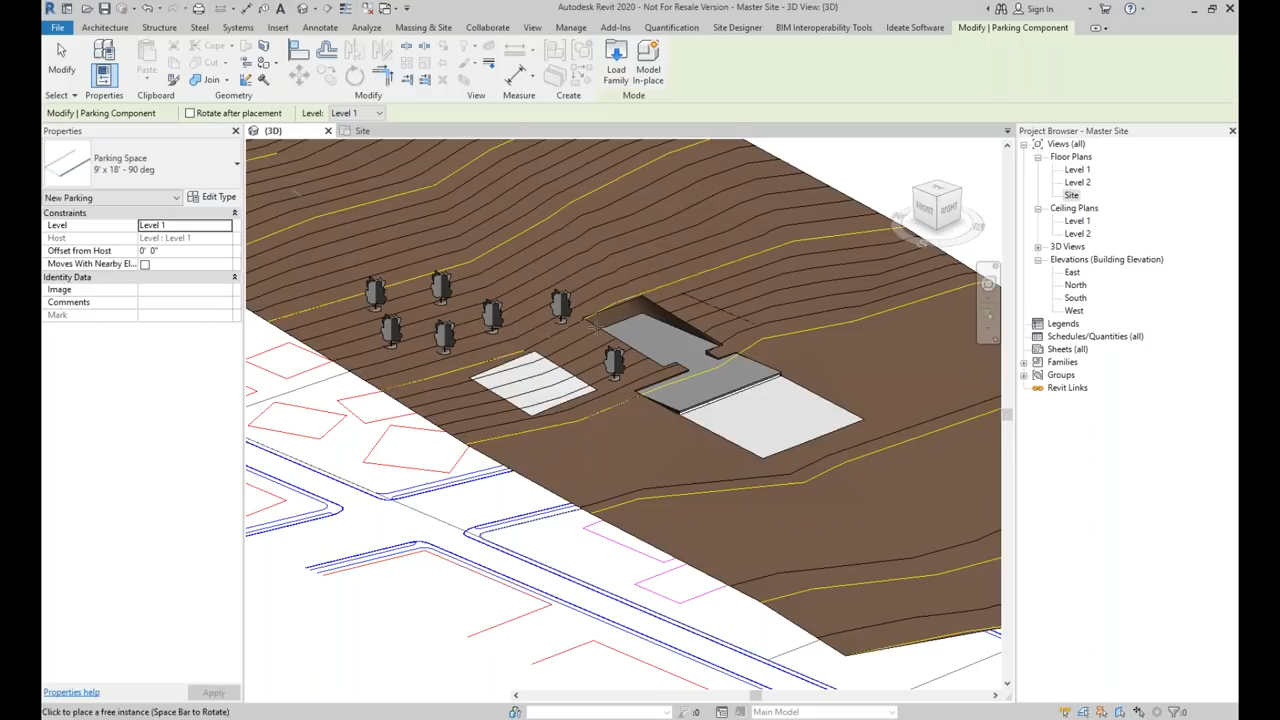 Autodesk Revit 2020 - Not For Resale Version - Master Site - 3D View: {3D}
Sign In
File Architecture Structure Steel Systems Insert Annotate Analyze Massing & Site Collaborate View Manage Add-Ins Quantification Site Designer BIM Interoperability Tools Ideate Software Modify | Parking Component
Modify
Paste
Cope
Cut
Join
Load Family
Model In-place
Select Properties Clipboard Geometry Modify View Measure Create Mode
Modify | Parking Component Rotate after placement Level: Level 1
Properties
{3D}
Site
Project Browser - Master Site
Parking Space
9' x 18' - 90 deg
New Parking Edit Type
Constraints
Level Level 1
Host Level : Level 1
Offset from Host 0' 0"
Moves With Nearby El...
Identity Data
Image
Comments
Mark
FRONT
RIGHT
Views (all)
Floor Plans
Level 1
Level 2
Site
Ceiling Plans
Level 1
Level 2
3D Views
Elevations (Building Elevation)
East
North
South
West
Legends
Schedules/Quantities (all)
Sheets (all)
Families
Groups
Revit Links
Properties help Apply
Click to place a free instance (Space Bar to Rotate) :0 Main Model :0